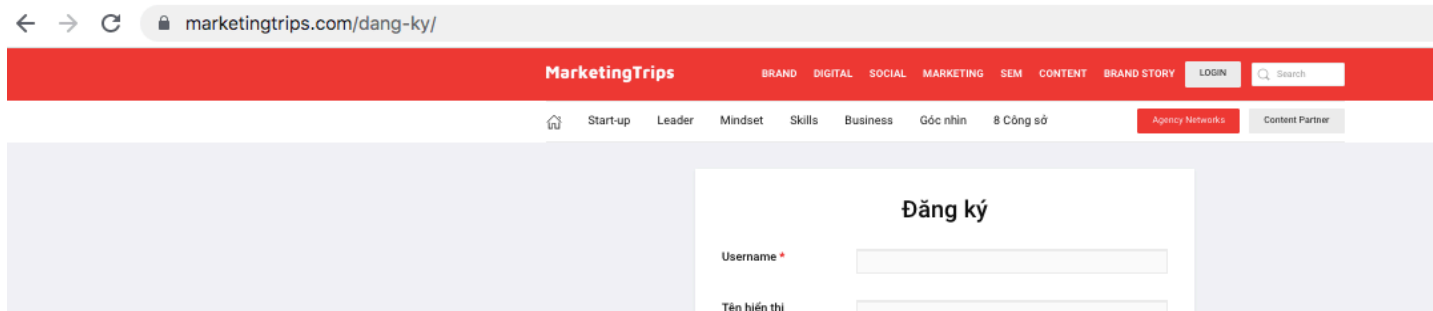 marketingtrips.com/dang-ky/
MarketingTrips BRAND DIGITAL SOCIAL MARKETING SEM CONTENT BRAND STORY LOGIN Search
Start-up Leader Mindset Skills Business Góc nhìn 8 Công sở Agency Networks Content Partner
Đăng ký
Username *
Tên hiển thị